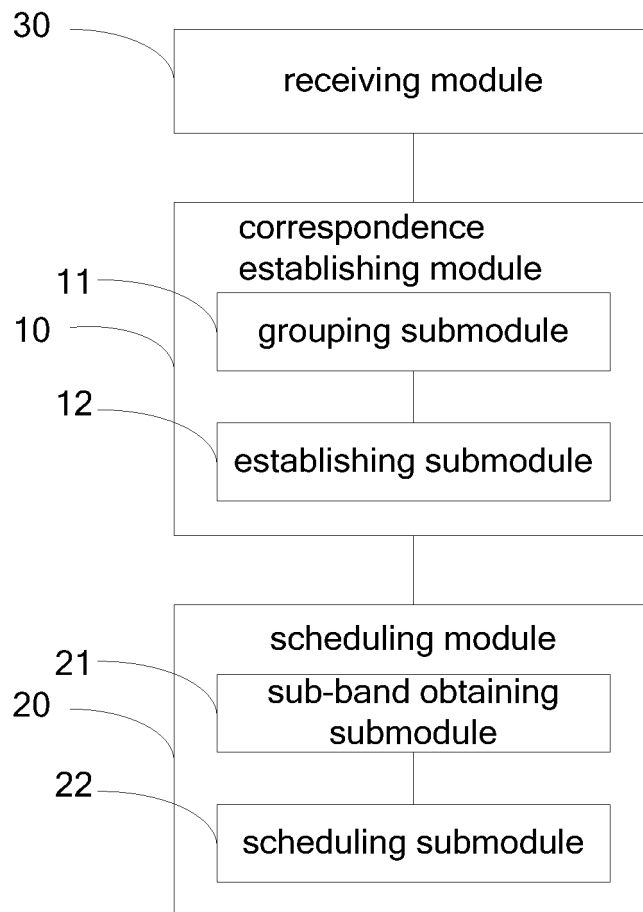 30
receiving module
correspondence
establishing module
11
grouping submodule
10
12
establishing submodule
scheduling module
21
sub-band obtaining
submodule
20
22
scheduling submodule